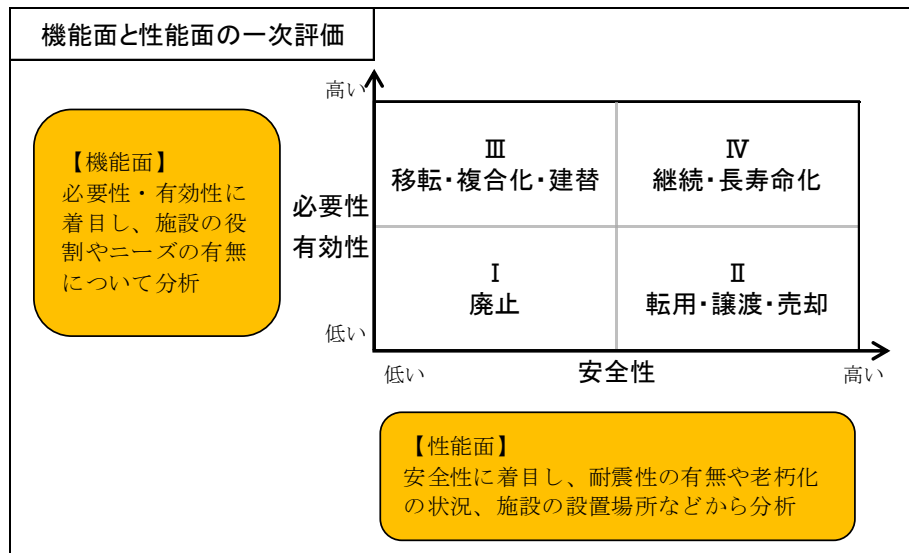 機能面と性能面の一次評価
高い
【機能面】
必要性・有効性に
着目し、施設の役
割やニーズの有無
について分析
必要性
有効性
低い
Ⅲ
移転・複合化・建替
Ⅳ
継続・長寿命化
Ⅰ
廃止
Ⅱ
転用・譲渡・売却
低い
安全性
高い
【性能面】
安全性に着目し、耐震性の有無や老朽化
の状況、施設の設置場所などから分析